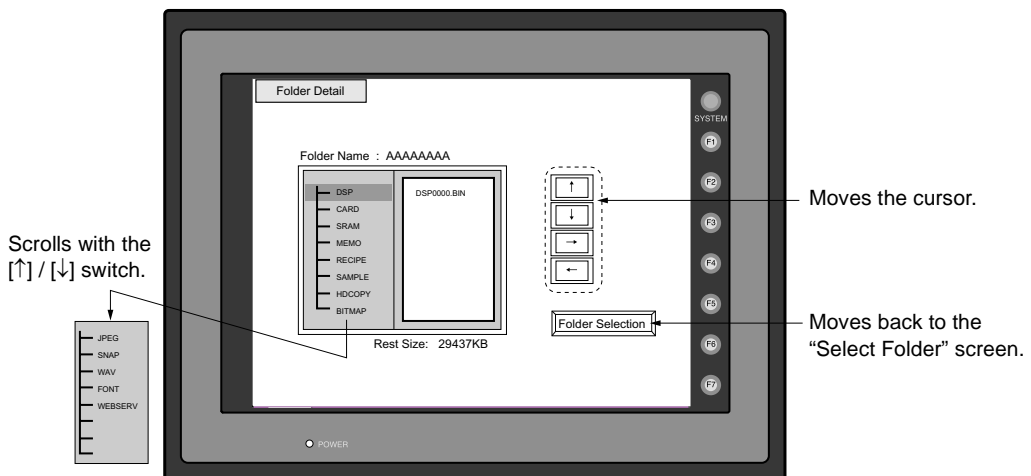 Folder Detail
SYSTEM
F1
F2
F3
F4
F5
F6
F7
Folder Name : AAAAAAAA
DSP
CARD
SRAM
MEMO
RECIPE
SAMPLE
HDCOPY
BITMAP
DSP0000.BIN
Rest Size: 29437KB
↑
↓
→
←
Folder Selection
Moves the cursor.
Moves back to the
“Select Folder” screen.
Scrolls with the
[↑] / [↓] switch.
JPEG
SNAP
WAV
FONT
WEBSERV
POWER